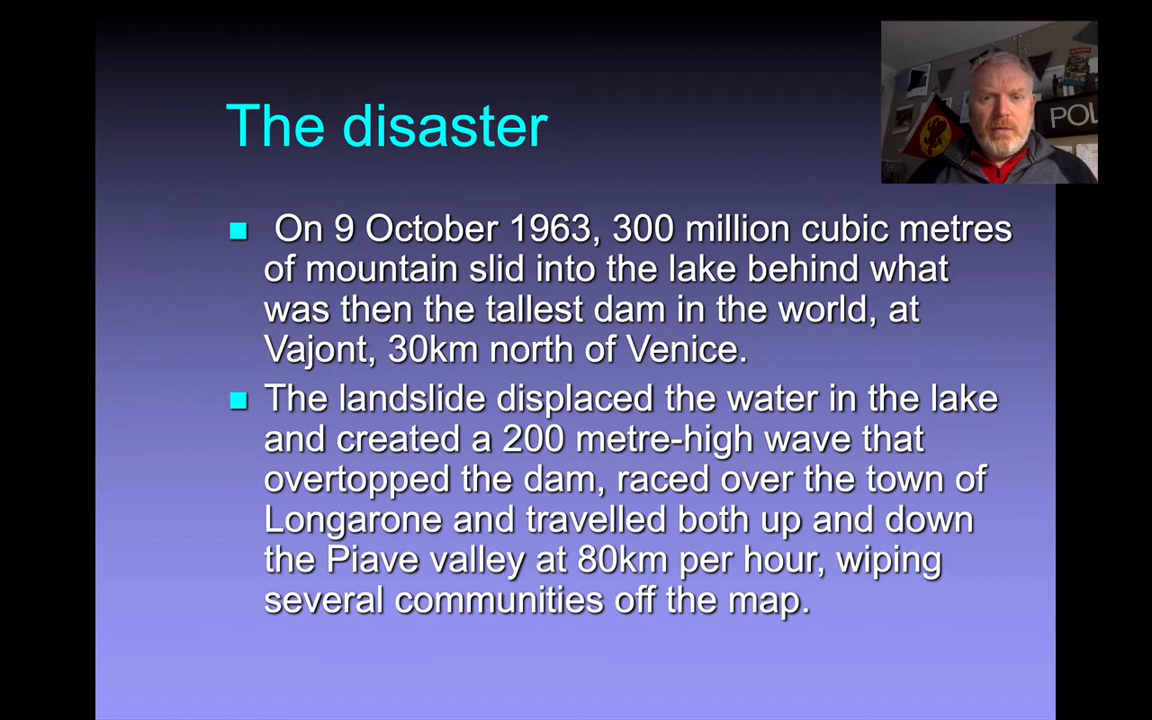 The disaster
On 9 October 1963, 300 million cubic metres
of mountain slid into the lake behind what
was then the tallest dam in the world, at
Vajont, 30km north of Venice.
The landslide displaced the water in the lake
and created a 200 metre-high wave that
overtopped the dam, raced over the town of
Longarone and travelled both up and down
the Piave valley at 80km per hour, wiping
several communities off the map.
POL